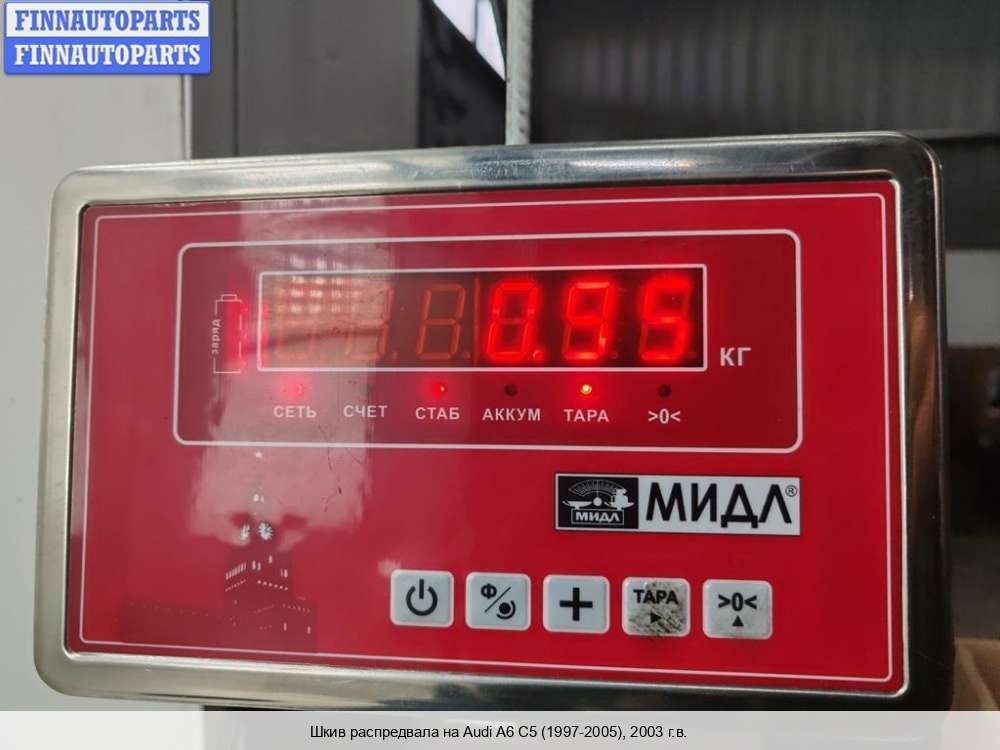 FINNAUTOPARTS
FINNAUTOPARTS
заряд
0.95
КГ
СЕТЬ СЧЕТ СТАБ АККУМ ТАРА >0<
МИДЛ МИДЛ®
Ф/ + ТАРА >0<
Шкив распредвала на Audi A6 C5 (1997-2005), 2003 г.в.